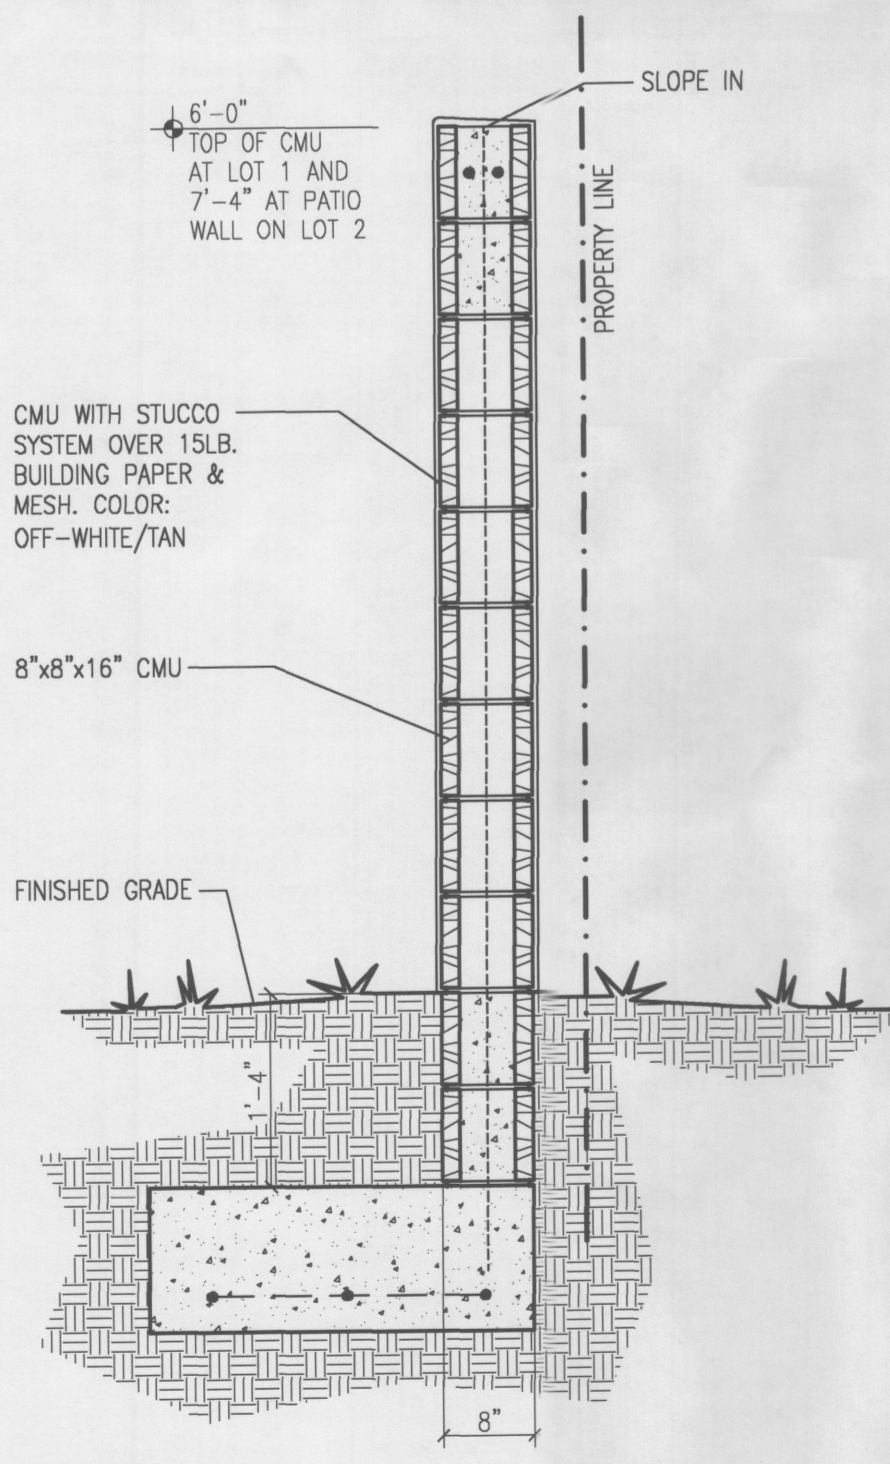 SLOPE IN
6'-0"
TOP OF CMU
AT LOT 1 AND
7'-4" AT PATIO
WALL ON LOT 2
PROPERTY LINE
CMU WITH STUCCO
SYSTEM OVER 15LB.
BUILDING PAPER &
MESH. COLOR:
OFF-WHITE/TAN
8"x8"x16" CMU
FINISHED GRADE
1'-4"
8"